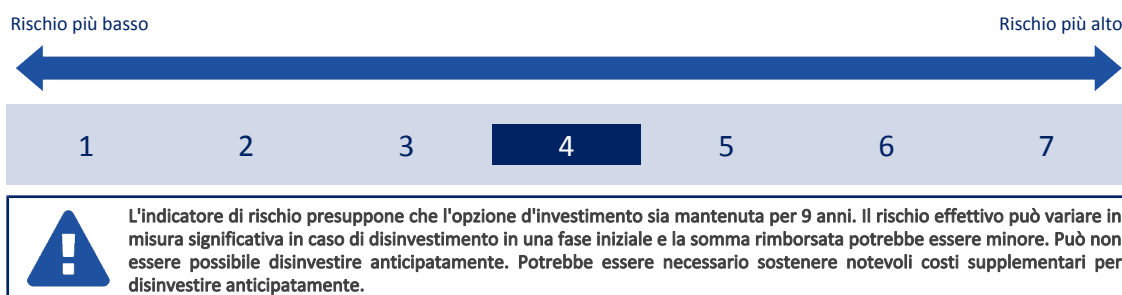 Rischio più basso Rischio più alto
1 2 3 4 5 6 7
L'indicatore di rischio presuppone che l'opzione d'investimento sia mantenuta per 9 anni. Il rischio effettivo può variare in
misura significativa in caso di disinvestimento in una fase iniziale e la somma rimborsata potrebbe essere minore. Può non
essere possibile disinvestire anticipatamente. Potrebbe essere necessario sostenere notevoli costi supplementari per
disinvestire anticipatamente.